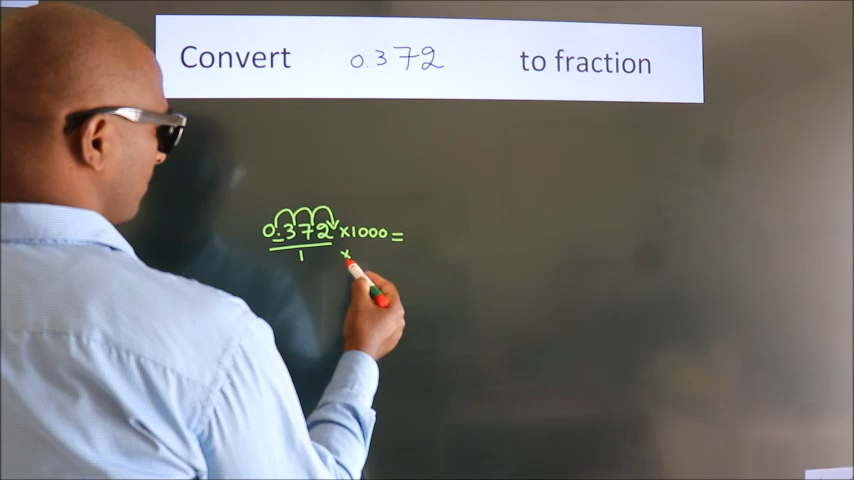 Convert 0.372 to fraction
0.372 ×1000 =
1 ×